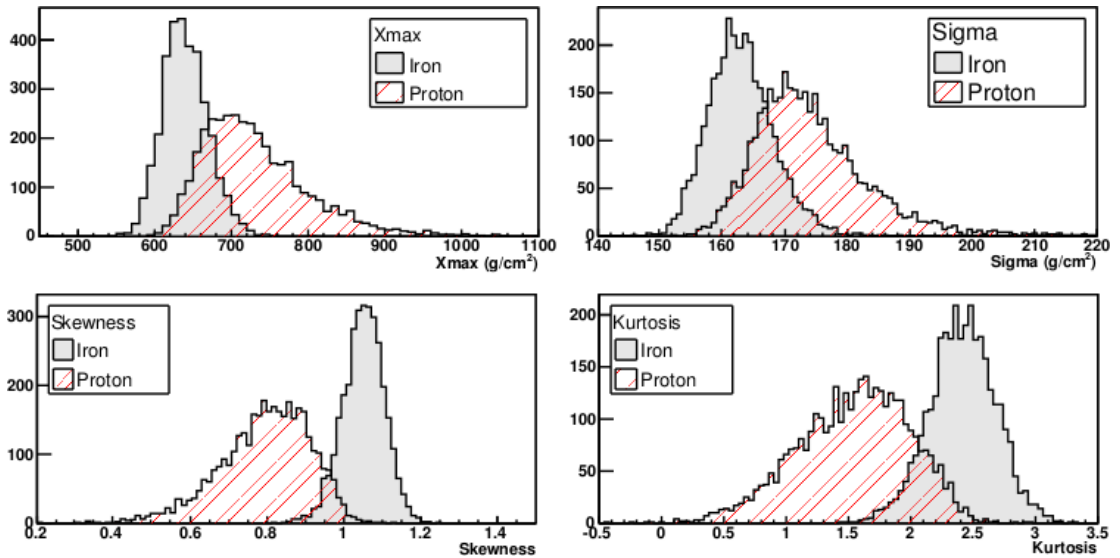 400
300
200
100
0
Xmax
Iron
Proton
500 600 700 800 900 1000 1100
Xmax (g/cm²)
200
150
100
50
0
Sigma
Iron
Proton
140 150 160 170 180 190 200 210 220
Sigma (g/cm²)
300
200
100
0
Skewness
Iron
Proton
0.2 0.4 0.6 0.8 1 1.2 1.4
Skewness
200
150
100
50
0
Kurtosis
Iron
Proton
-0.5 0 0.5 1 1.5 2 2.5 3 3.5
Kurtosis